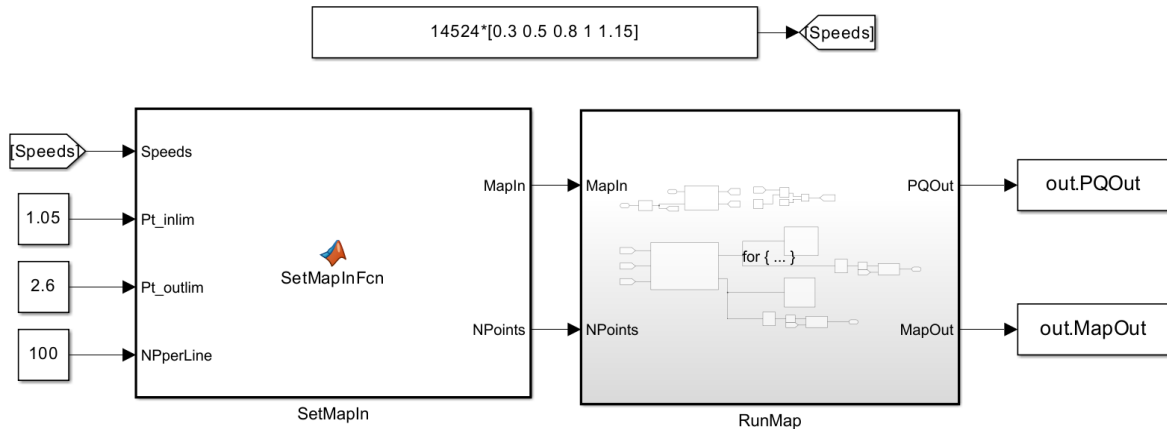 14524*[0.3 0.5 0.8 1 1.15]
[Speeds]
[Speeds]
Speeds
1.05
Pt_inlim
2.6
Pt_outlim
100
NPperLine
SetMapInFcn
MapIn
NPoints
SetMapIn
MapIn
NPoints
for { ... }
PQOut
MapOut
RunMap
out.PQOut
out.MapOut